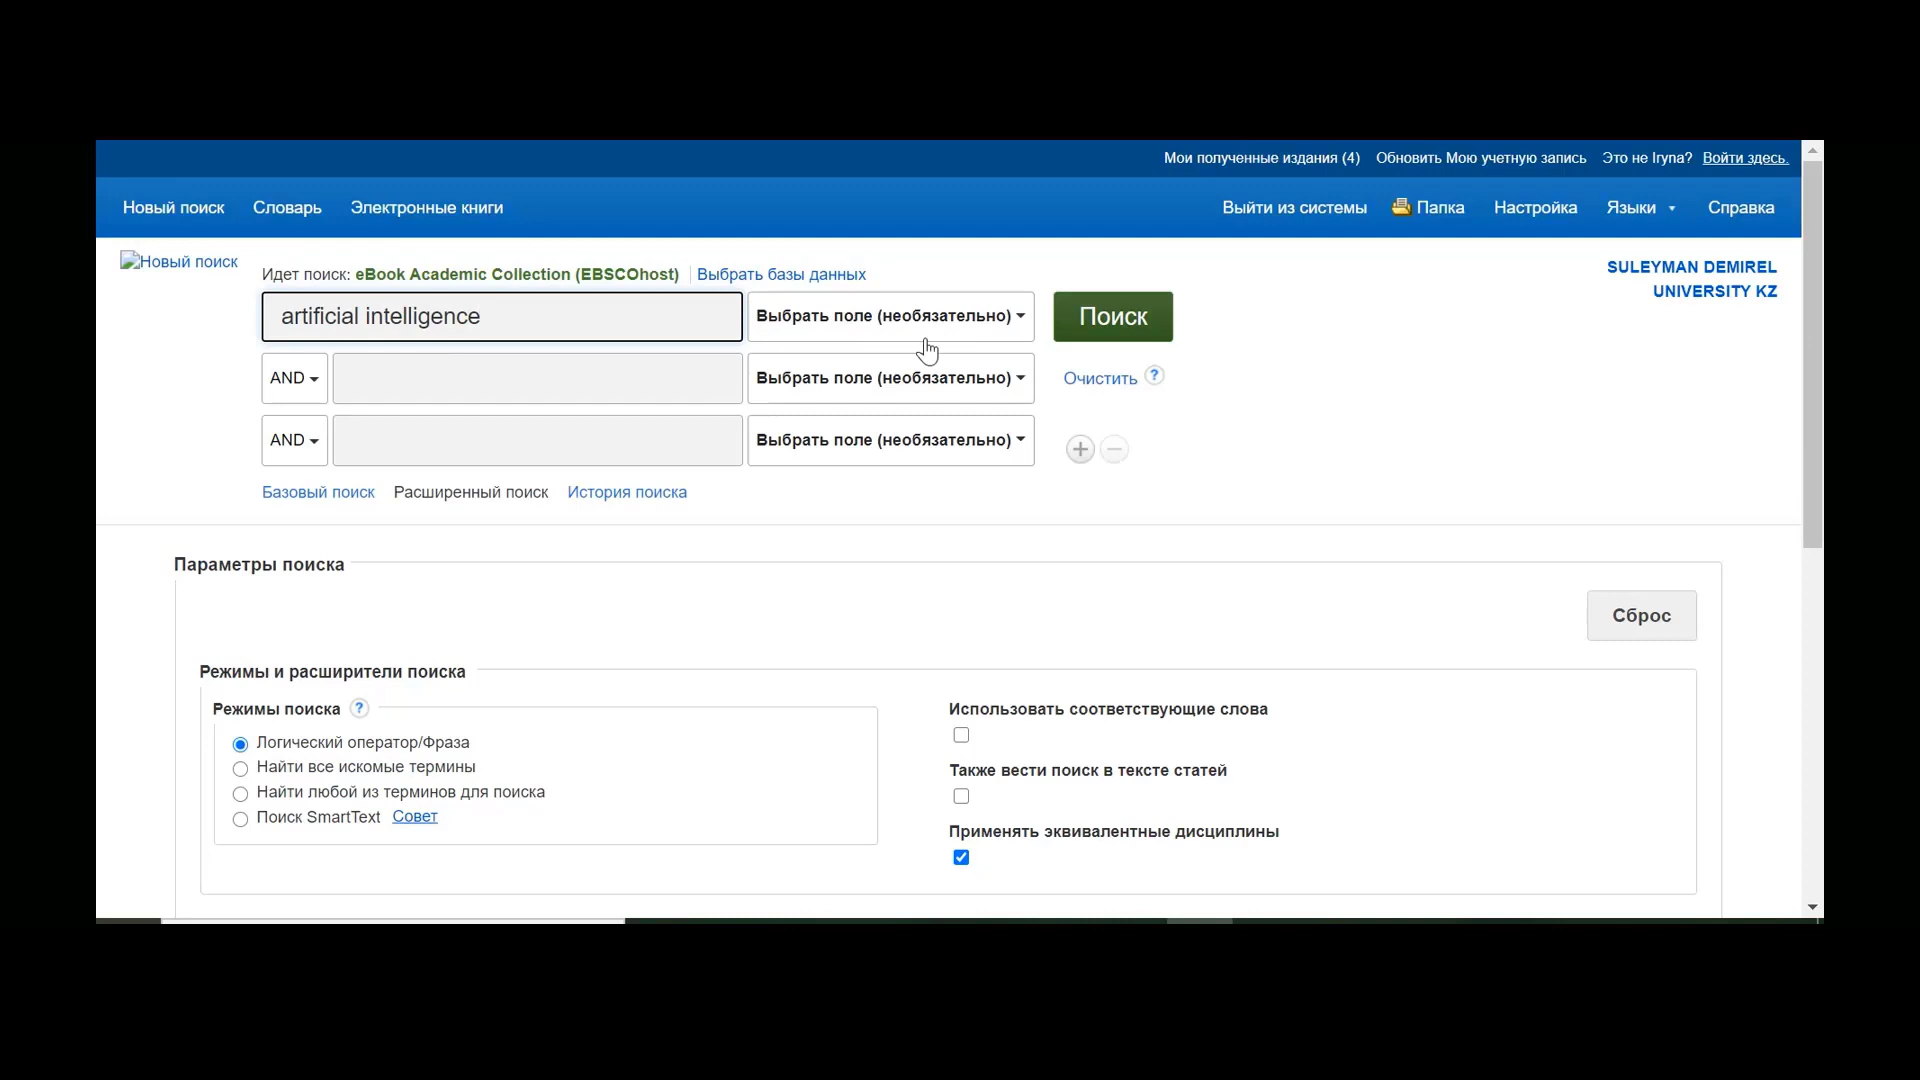 Мои полученные издания (4) Обновить Мою учетную запись Это не Iryna? Войти здесь.
Новый поиск Словарь Электронные книги Выйти из системы Папка Настройка Языки Справка
Новый поиск
Идет поиск: eBook Academic Collection (EBSCOhost) Выбрать базы данных
SULEYMAN DEMIREL
UNIVERSITY KZ
artificial intelligence Выбрать поле (необязательно) Поиск
AND Выбрать поле (необязательно) Очистить ?
AND Выбрать поле (необязательно)
Базовый поиск Расширенный поиск История поиска
Параметры поиска
Сброс
Режимы и расширители поиска
Режимы поиска ?
Логический оператор/Фраза
Найти все искомые термины
Найти любой из терминов для поиска
Поиск SmartText Совет
Использовать соответствующие слова
Также вести поиск в тексте статей
Применять эквивалентные дисциплины